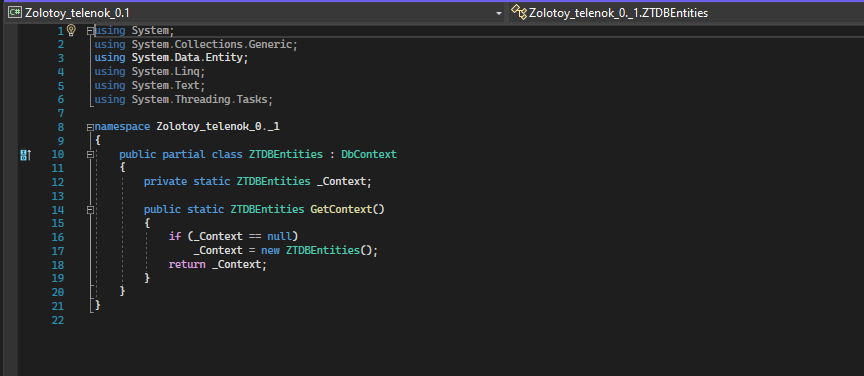 C# Zolotoy_telenok_0.1 Zolotoy_telenok_0._1.ZTDBEntities
1 using System;
2 using System.Collections.Generic;
3 using System.Data.Entity;
4 using System.Linq;
5 using System.Text;
6 using System.Threading.Tasks;
7
8 namespace Zolotoy_telenok_0._1
9 {
10 public partial class ZTDBEntities : DbContext
11 {
12 private static ZTDBEntities _Context;
13
14 public static ZTDBEntities GetContext()
15 {
16 if (_Context == null)
17 _Context = new ZTDBEntities();
18 return _Context;
19 }
20 }
21 }
22